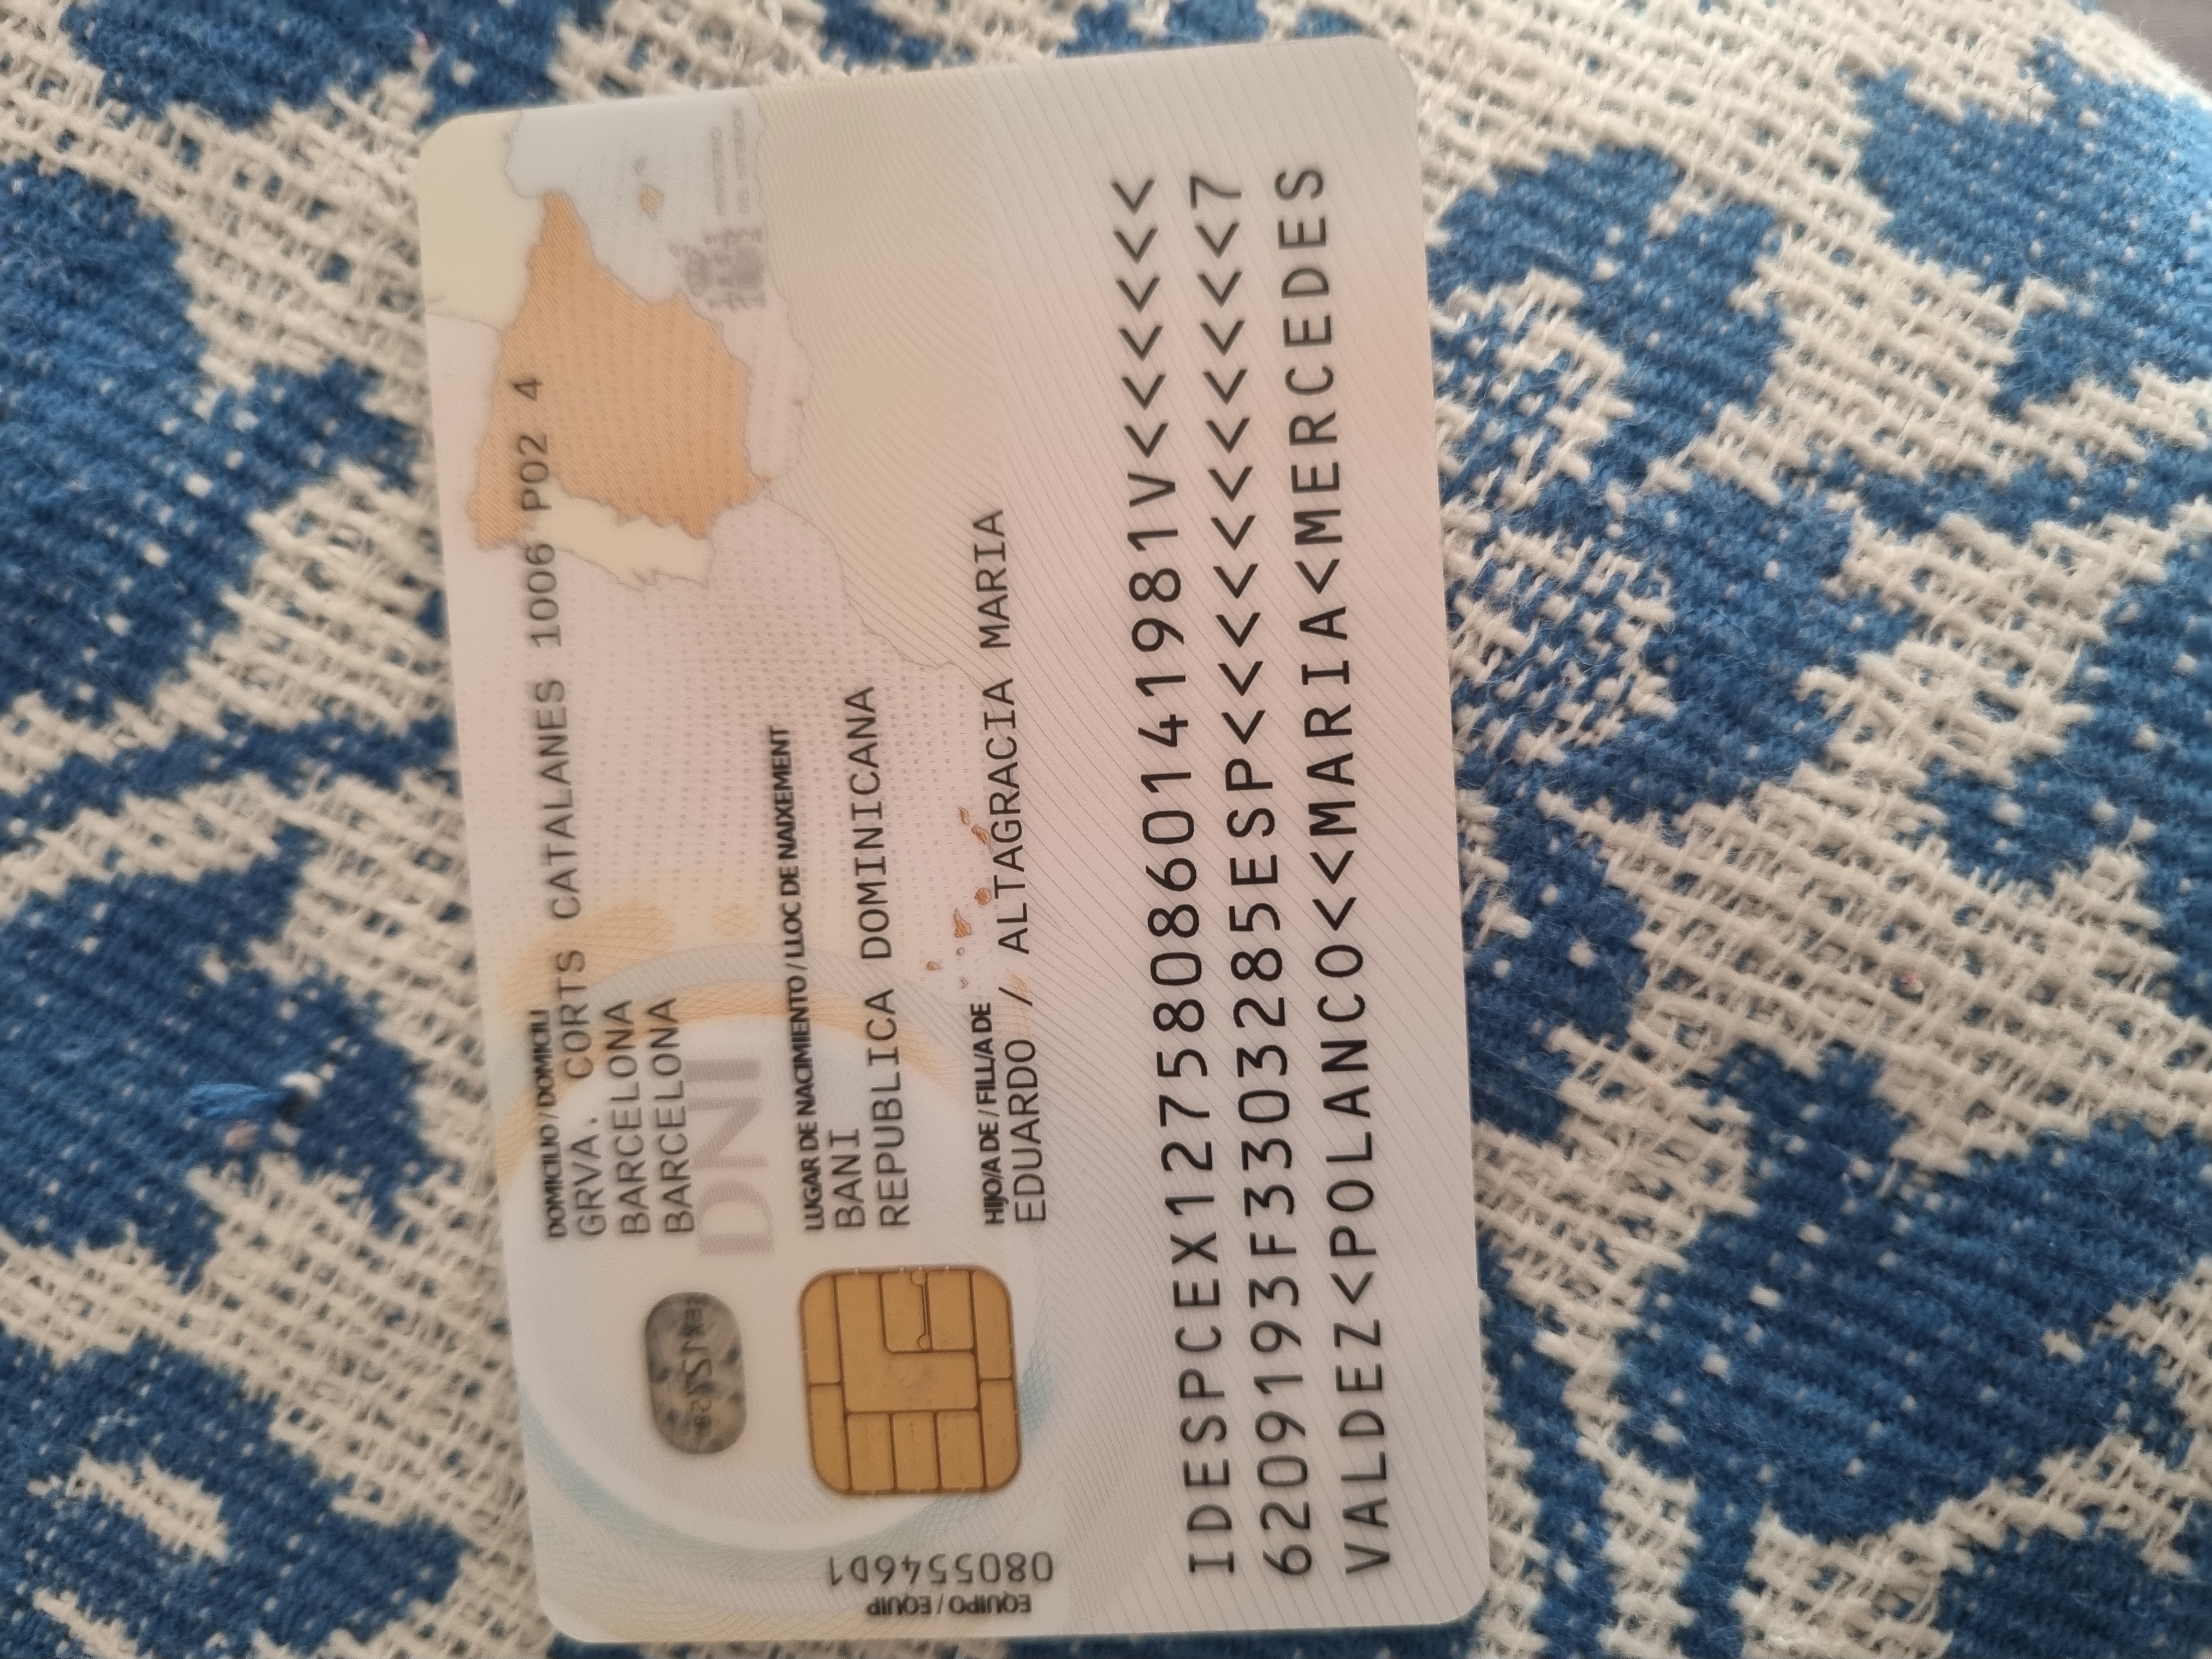 DOMICILIO / DOMICILI
GRVA. CORTS CATALANES 1006 P02 4
BARCELONA
BARCELONA
DNI
MINISTERIO
DEL INTERIOR
LUGAR DE NACIMIENTO / LLOC DE NAIXEMENT
BANI
REPUBLICA DOMINICANA
HIJO/A DE / FILL/A DE
EDUARDO / ALTAGRACIA MARIA
EQUIPO / EQUIP
08055546D1
IDESPCEX127580860141981V<<<<<<
6209193F3303285ESP<<<<<<<<<<<7
VALDEZ<POLANCO<<MARIA<MERCEDES